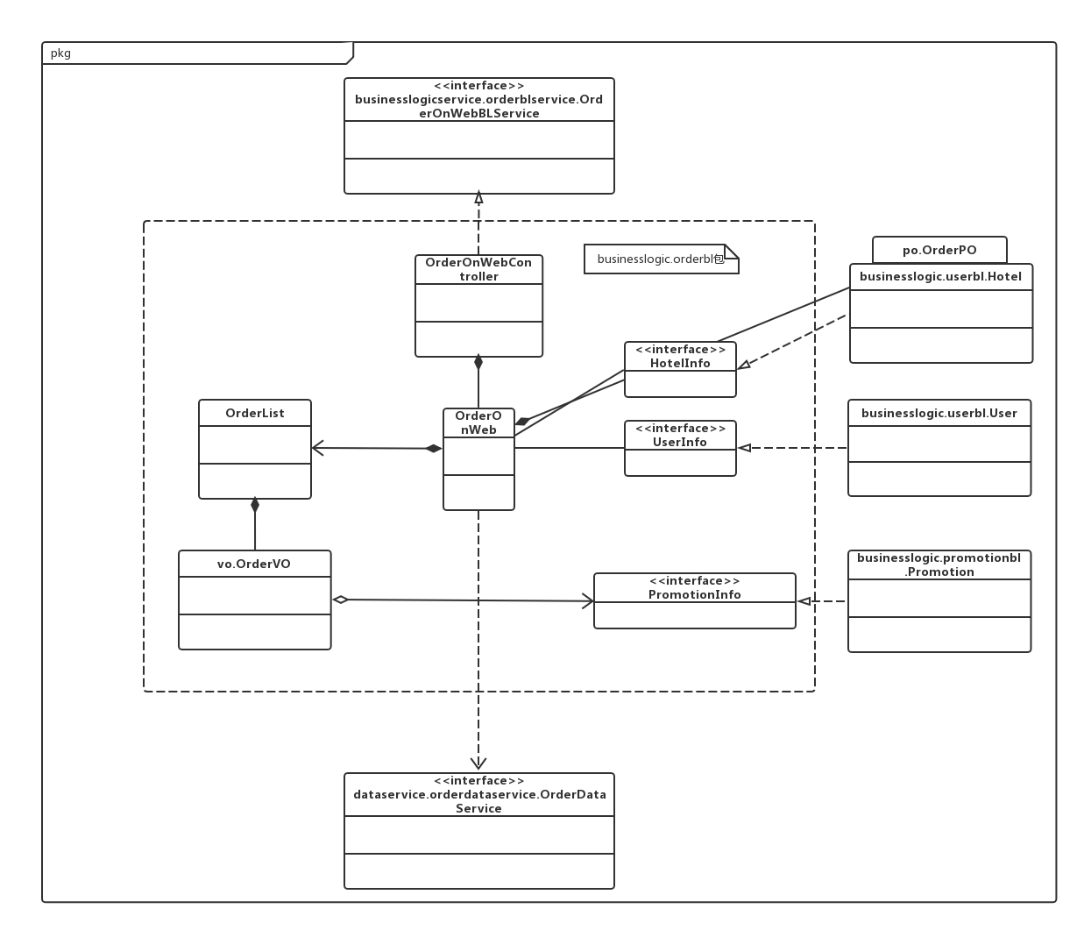 pkg
<<interface>>
businesslogicservice.orderblservice.Ord
erOnWebBLService
OrderOnWebCon
troller
businesslogic.orderbl包
po.OrderPO
businesslogic.userbl.Hotel
<<interface>>
HotelInfo
OrderList
OrderO
nWeb
<<interface>>
UserInfo
businesslogic.userbl.User
vo.OrderVO
<<interface>>
PromotionInfo
businesslogic.promotionbl
.Promotion
<<interface>>
dataservice.orderdataservice.OrderData
Service